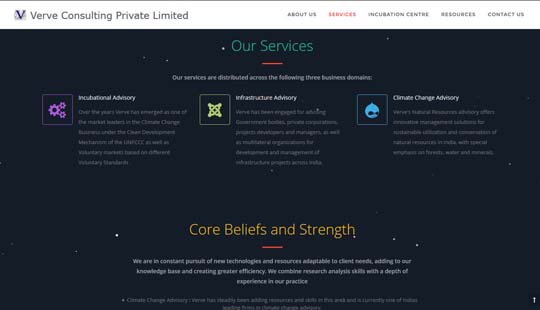 V Verve Consulting Private Limited
ABOUT US SERVICES INCUBATION CENTRE RESOURCES CONTACT US
Our Services
Our services are distributed across the following three business domains:
Incubational Advisory
Over the years Verve has emerged as one of
the market leaders in the Climate Change
Business under the Clean Development
Mechanism of the UNFCCC as well as
Voluntary markets based on different
Voluntary Standards .
Infrastructure Advisory
Verve has been engaged for advising
Government bodies, private corporations,
projects developers and managers, as well
as multilateral organizations for
development and management of
infrastructure projects across India.
Climate Change Advisory
Verve's Natural Resources advisory offers
innovative management solutions for
sustainable utilization and conservation of
natural resources in India, with special
emphasis on forests, water and minerals.
Core Beliefs and Strength
We are in constant pursuit of new technologies and resources adaptable to client needs, adding to our
knowledge base and creating greater efficiency. We combine research analysis skills with a depth of
experience in our practice
• Climate Change Advisory : Verve has steadily been adding resources and skills in this area and is currently one of Indias
leading firms in climate change advisory.